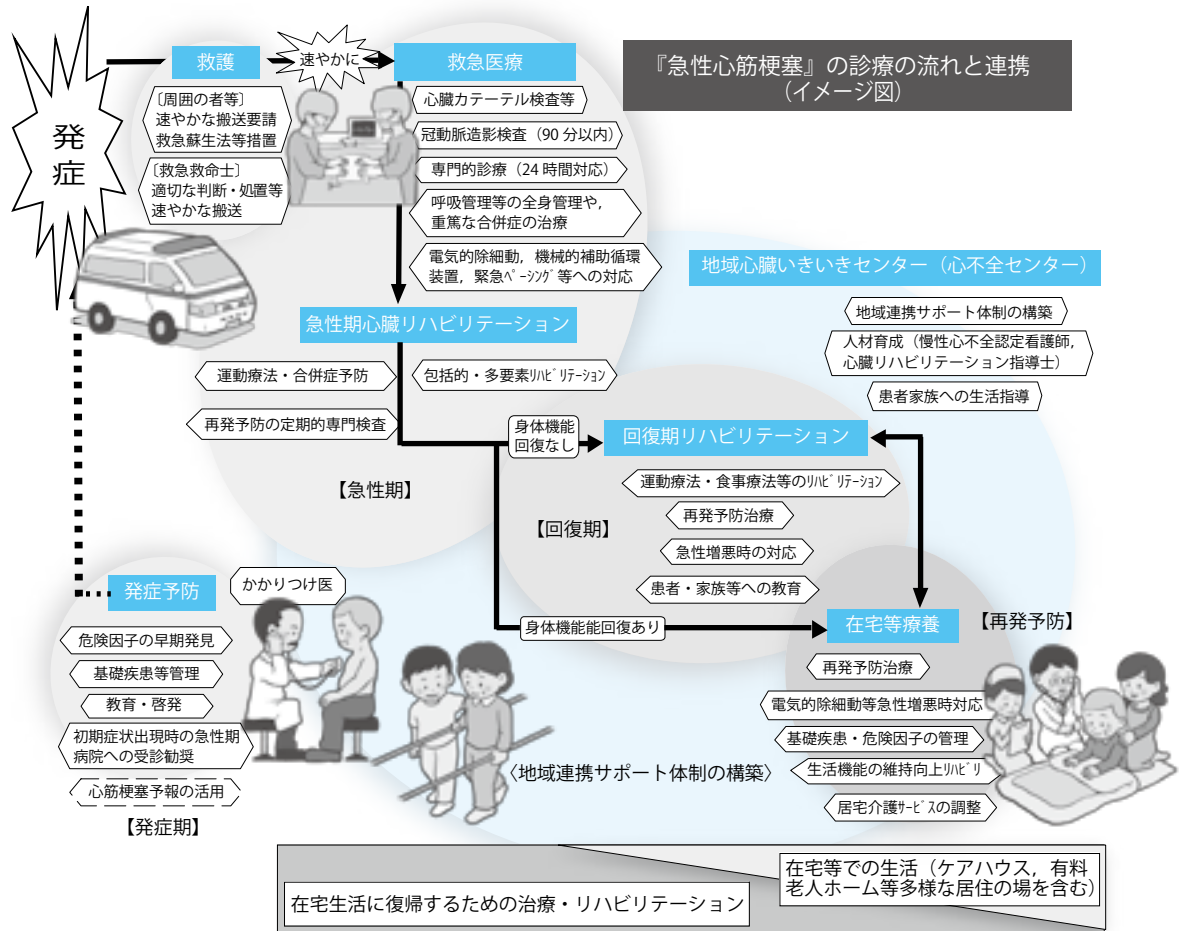 『急性心筋梗塞』の診療の流れと連携
（イメージ図）
発症
救護
速やかに
救急医療
〔周囲の者等〕
速やかな搬送要請
救急蘇生法等措置
〔救急救命士〕
適切な判断・処置等
速やかな搬送
心臓カテーテル検査等
冠動脈造影検査（90 分以内）
専門的診療（24 時間対応）
呼吸管理等の全身管理や，
重篤な合併症の治療
電気的除細動，機械的補助循環
装置，緊急ﾍﾟｰｼﾝｸﾞ等への対応
地域心臓いきいきセンター（心不全センター）
地域連携サポート体制の構築
人材育成（慢性心不全認定看護師，
心臓リハビリテーション指導士）
患者家族への生活指導
急性期心臓リハビリテーション
運動療法・合併症予防
包括的・多要素ﾘﾊﾋﾞﾘﾃｰｼｮﾝ
再発予防の定期的専門検査
【急性期】
身体機能
回復なし
回復期リハビリテーション
運動療法・食事療法等のﾘﾊﾋﾞﾘﾃｰｼｮﾝ
再発予防治療
急性増悪時の対応
患者・家族等への教育
【回復期】
身体機能能回復あり
在宅等療養
【再発予防】
再発予防治療
電気的除細動等急性増悪時対応
基礎疾患・危険因子の管理
生活機能の維持向上ﾘﾊﾋﾞﾘ
居宅介護ｻｰﾋﾞｽの調整
発症予防
かかりつけ医
危険因子の早期発見
基礎疾患等管理
教育・啓発
初期症状出現時の急性期
病院への受診勧奨
心筋梗塞予報の活用
【発症期】
〈地域連携サポート体制の構築〉
在宅生活に復帰するための治療・リハビリテーション
在宅等での生活（ケアハウス，有料
老人ホーム等多様な居住の場を含む）